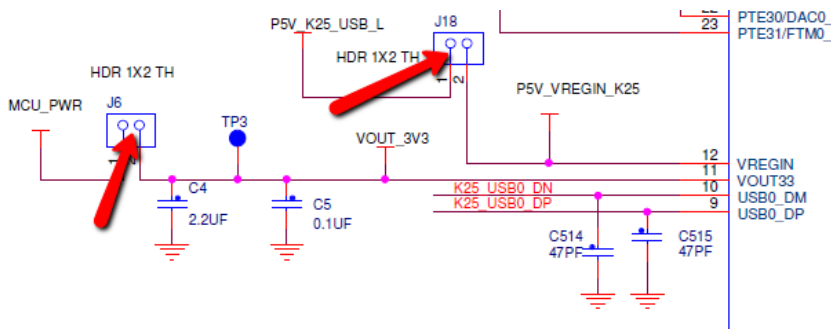 22
PTE30/DAC0_
23
PTE31/FTM0_
P5V_K25_USB_L
J18
HDR 1X2 TH
1
2
HDR 1X2 TH
MCU_PWR
J6
1
TP3
VOUT_3V3
P5V_VREGIN_K25
12
VREGIN
11
VOUT33
K25_USB0_DN
10
USB0_DM
K25_USB0_DP
9
USB0_DP
C4
2.2UF
C5
0.1UF
C514
47PF
C515
47PF